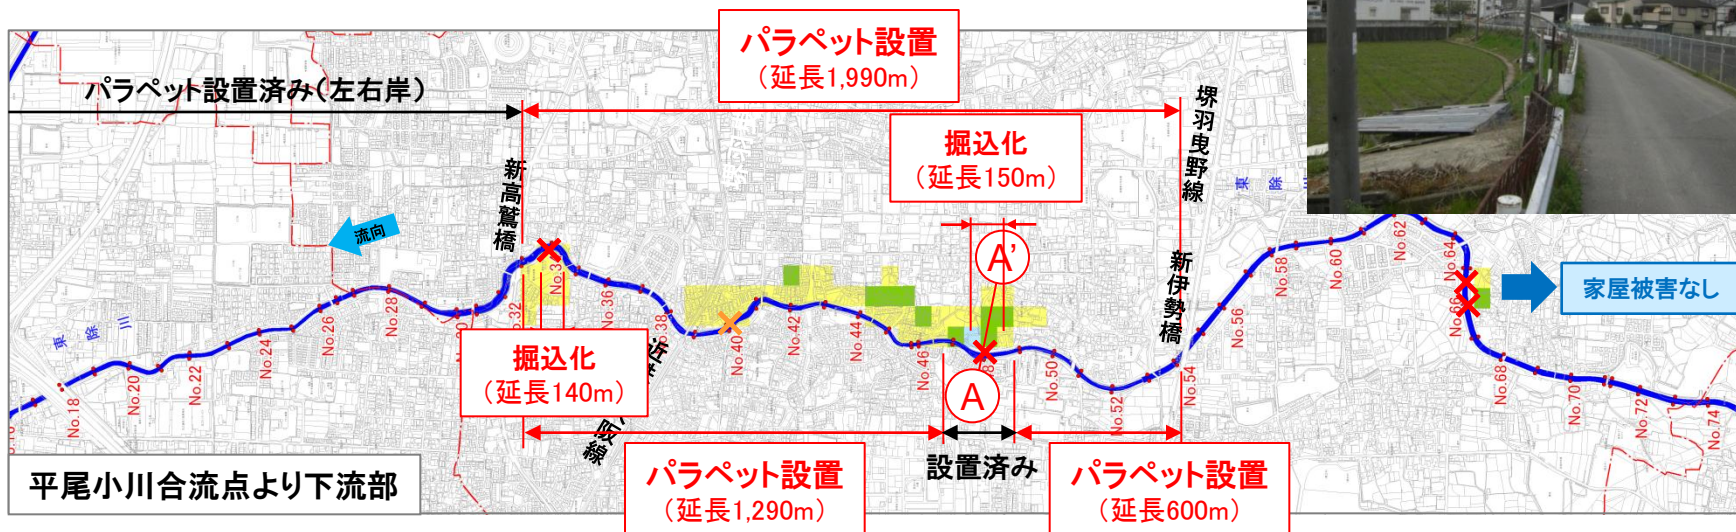 パラペット設置
（延長1,990m）
パラペット設置済み（左右岸）
堺羽曳野線
掘込化
（延長150m）
新高鷲橋
流向
東除川
A'
新伊勢橋
No.62
No.64
No.58
No.60
家屋被害なし
No.66
No.56
No.36
No.38
No.28
No.26
No.32
No.40
No.42
No.44
No.46
No.50
No.52
No.54
No.24
No.22
No.20
No.18
東除川
掘込化
（延長140m）
A
No.68
No.70
No.72
No.74
阪線
平尾小川合流点より下流部
パラペット設置
（延長1,290m）
設置済み
パラペット設置
（延長600m）